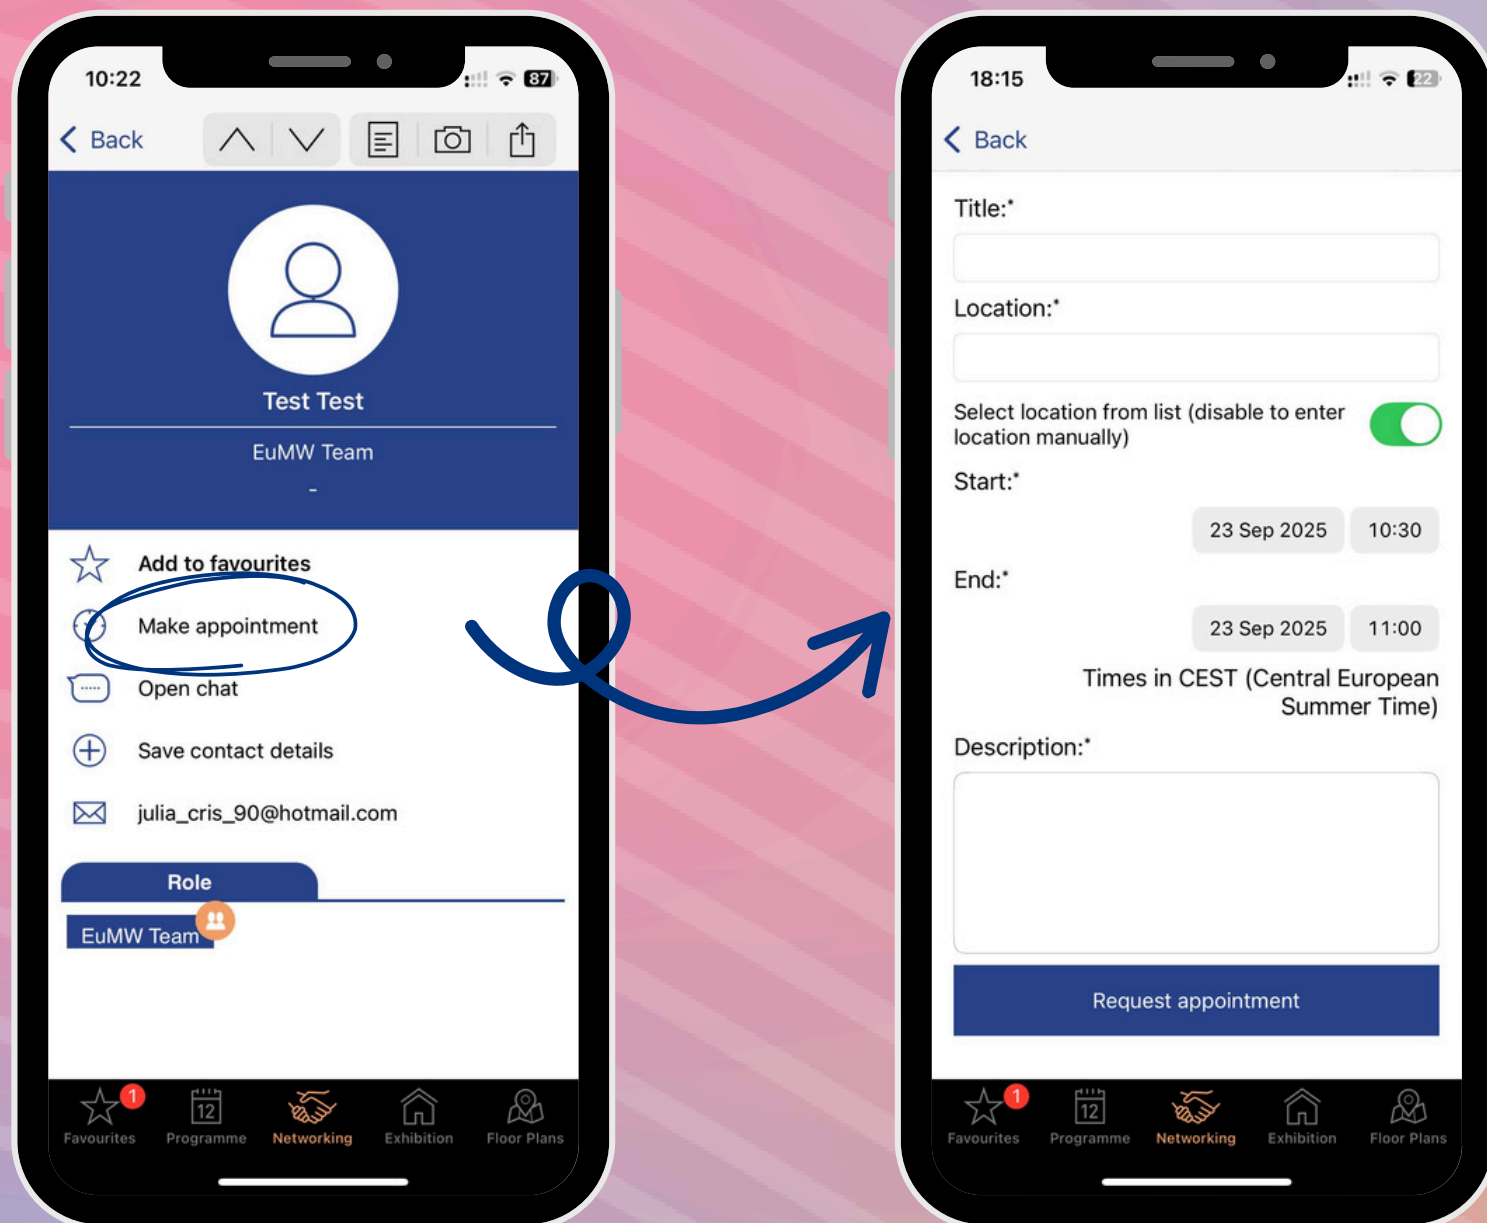 10:22
87
Back
Test Test
EuMW Team
-
Add to favourites
Make appointment
Open chat
Save contact details
julia_cris_90@hotmail.com
Role
EuMW Team
1
12
Favourites
Programme
Networking
Exhibition
Floor Plans
18:15
22
Back
Title:*
Location:*
Select location from list (disable to enter
location manually)
Start:*
23 Sep 2025
10:30
End:*
23 Sep 2025
11:00
Times in CEST (Central European
Summer Time)
Description:*
Request appointment
1
12
Favourites
Programme
Networking
Exhibition
Floor Plans